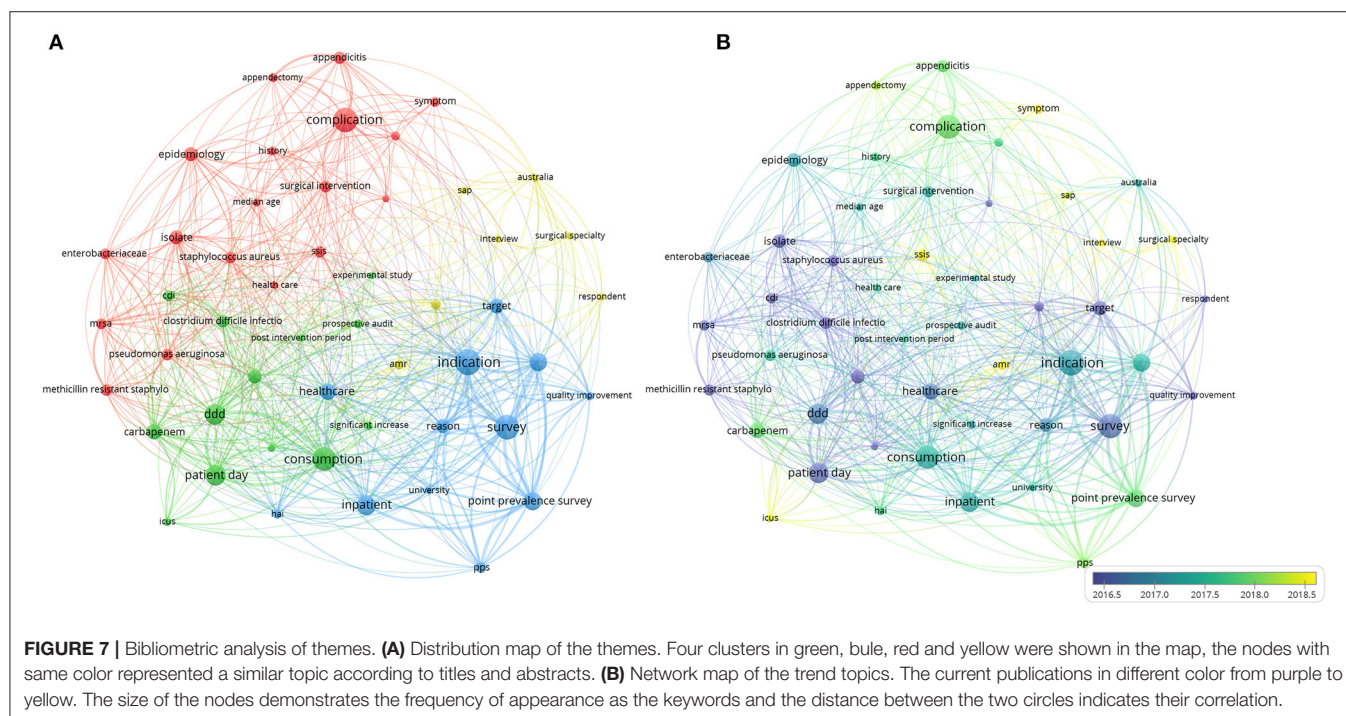 A
appendicitis
appendectomy
symptom
complication
history
epidemiology
surgical intervention
australia
sap
median age
isolate
interview
surgical specialty
enterobacteriaceae
staphylococcus aureus
ssis
experimental study
health care
cdi
respondent
target
mrsa
clostridium difficile infectio
prospective audit
post intervention period
pseudomonas aeruginosa
amr
indication
methicillin resistant staphylo
healthcare
quality improvement
ddd
carbapenem
significant increase
reason
survey
consumption
patient day
university
inpatient
point prevalence survey
icus
hai
pps
B
appendicitis
appendectomy
symptom
complication
history
epidemiology
surgical intervention
australia
sap
median age
isolate
interview
surgical specialty
enterobacteriaceae
staphylococcus aureus
ssis
experimental study
health care
cdi
respondent
target
mrsa
clostridium difficile infectio
prospective audit
post intervention period
pseudomonas aeruginosa
amr
indication
methicillin resistant staphylo
healthcare
quality improvement
ddd
carbapenem
significant increase
reason
survey
consumption
patient day
university
inpatient
point prevalence survey
icus
hai
pps
2016.5 2017.0 2017.5 2018.0 2018.5
FIGURE 7 | Bibliometric analysis of themes. (A) Distribution map of the themes. Four clusters in green, bule, red and yellow were shown in the map, the nodes with
same color represented a similar topic according to titles and abstracts. (B) Network map of the trend topics. The current publications in different color from purple to
yellow. The size of the nodes demonstrates the frequency of appearance as the keywords and the distance between the two circles indicates their correlation.